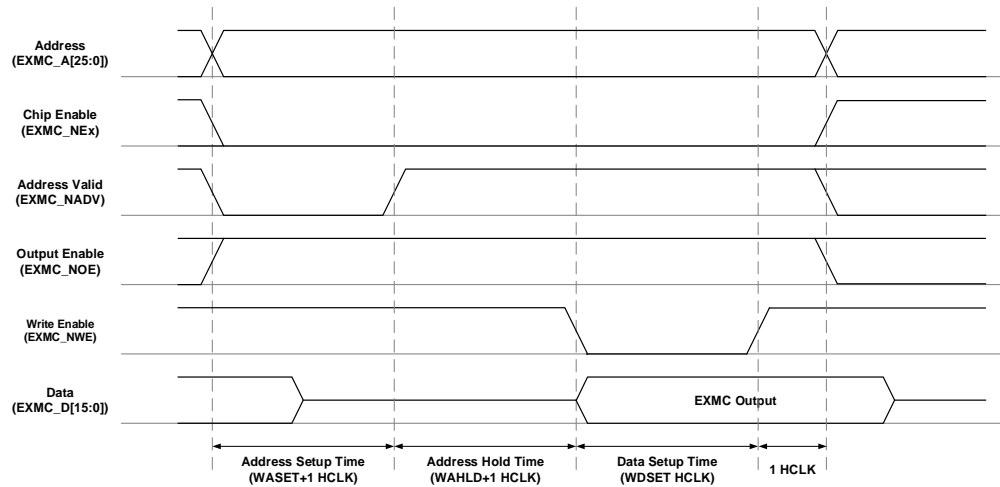 Address
(EXMC_A[25:0])
Chip Enable
(EXMC_NEx)
Address Valid
(EXMC_NADV)
Output Enable
(EXMC_NOE)
Write Enable
(EXMC_NWE)
Data
(EXMC_D[15:0])
EXMC Output
Address Setup Time
(WASET+1 HCLK)
Address Hold Time
(WAHLD+1 HCLK)
Data Setup Time
(WDSET HCLK)
1 HCLK